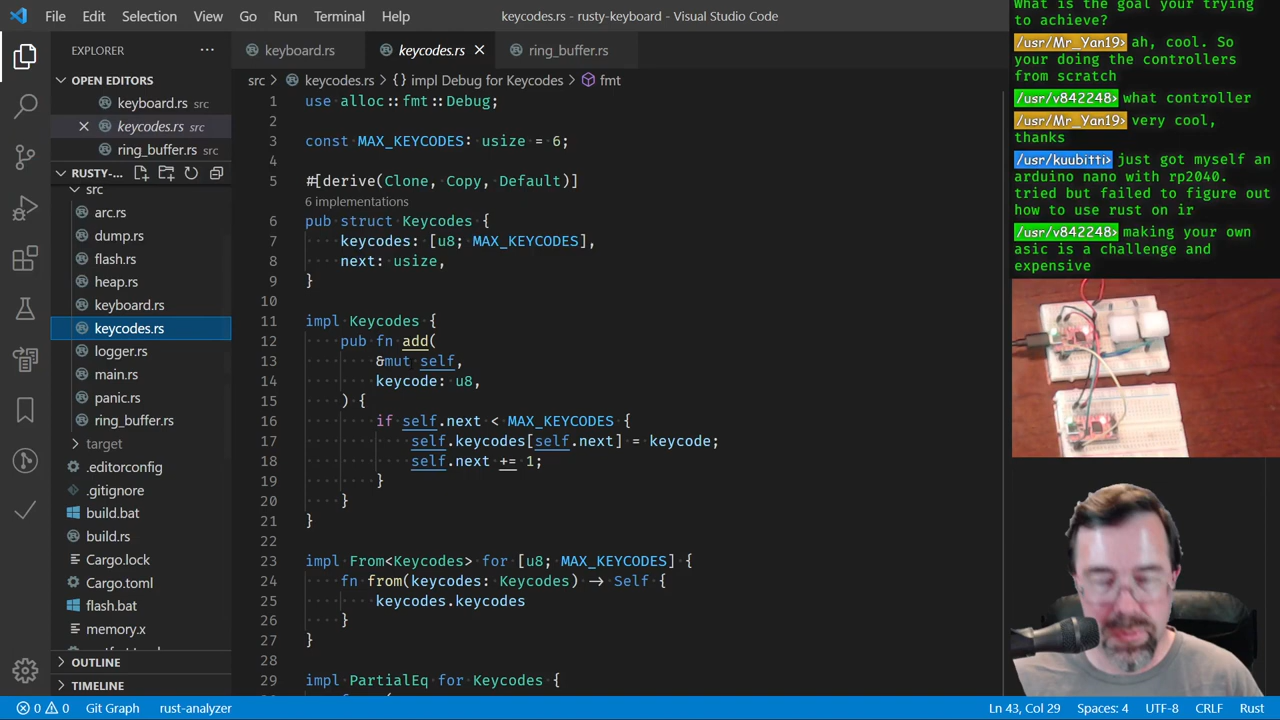 File Edit Selection View Go Run Terminal Help keycodes.rs - rusty-keyboard - Visual Studio Code
EXPLORER
OPEN EDITORS
keyboard.rs src
keycodes.rs src
ring_buffer.rs src
RUSTY-...
src
arc.rs
dump.rs
flash.rs
heap.rs
keyboard.rs
keycodes.rs
logger.rs
main.rs
panic.rs
ring_buffer.rs
target
.editorconfig
.gitignore
build.bat
build.rs
Cargo.lock
Cargo.toml
flash.bat
memory.x
OUTLINE
TIMELINE
keyboard.rs keycodes.rs ring_buffer.rs
src keycodes.rs {} impl Debug for Keycodes fmt
1 use alloc::fmt::Debug;
2
3 const MAX_KEYCODES: usize = 6;
4
5 #[derive(Clone, Copy, Default)]
6 implementations
6 pub struct Keycodes {
7 keycodes: [u8; MAX_KEYCODES],
8 next: usize,
9 }
10
11 impl Keycodes {
12 pub fn add(
13 &mut self,
14 keycode: u8,
15 ) {
16 if self.next < MAX_KEYCODES {
17 self.keycodes[self.next] = keycode;
18 self.next += 1;
19 }
20 }
21 }
22
23 impl From<Keycodes> for [u8; MAX_KEYCODES] {
24 fn from(keycodes: Keycodes) -> Self {
25 keycodes.keycodes
26 }
27 }
28
29 impl PartialEq for Keycodes {
What is the goal your trying
to achieve?
/usr/Mr_Yan19> ah, cool. So
your doing the controllers
from scratch
/usr/v842248> what controller
/usr/Mr_Yan19> very cool,
thanks
/usr/kuubitti> just got myself an
arduino nano with rp2040.
tried but failed to figure out
how to use rust on ir
/usr/v842248> making your own
asic is a challenge and
expensive
0 0 Git Graph rust-analyzer Ln 43, Col 29 Spaces: 4 UTF-8 CRLF Rust